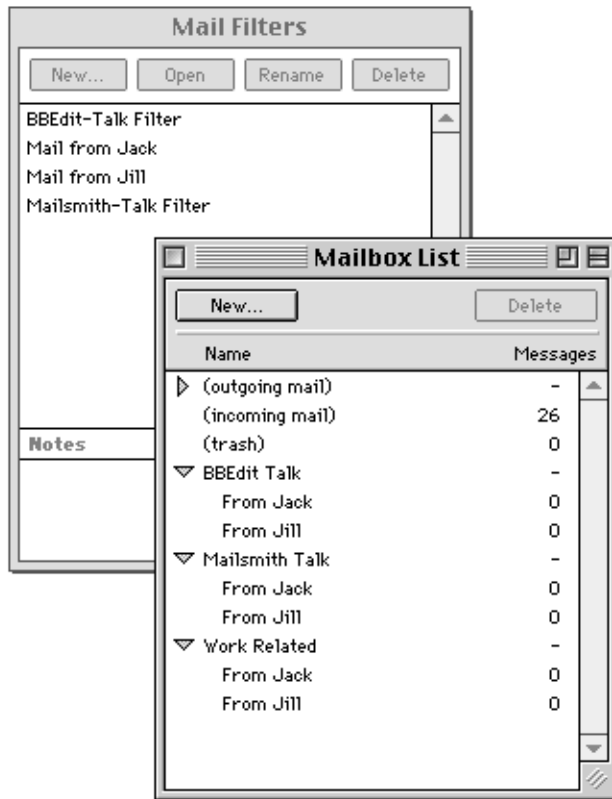 Mail Filters
New... Open Rename Delete
BBEdit-Talk Filter
Mail from Jack
Mail from Jill
Mailsmith-Talk Filter
Notes
Mailbox List
New... Delete
Name Messages
(outgoing mail) -
(incoming mail) 26
(trash) 0
BBEdit Talk -
From Jack 0
From Jill 0
Mailsmith Talk -
From Jack 0
From Jill 0
Work Related -
From Jack 0
From Jill 0